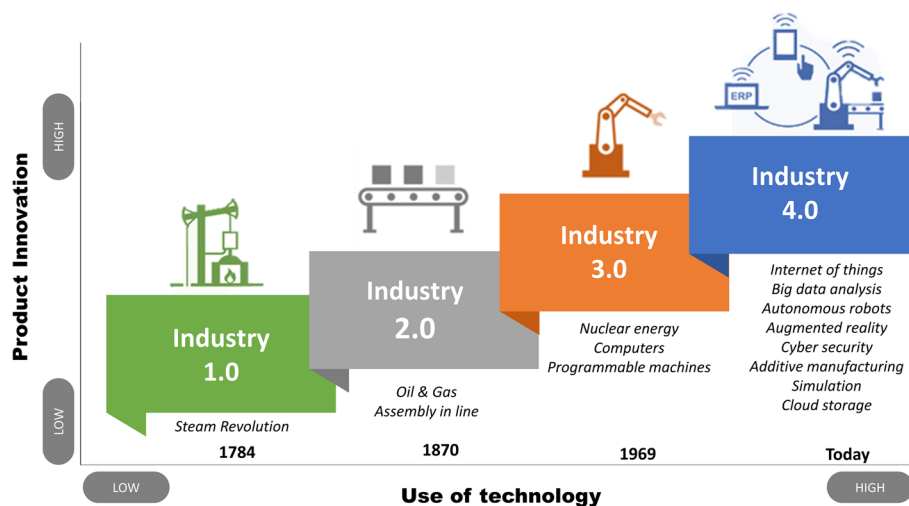 Product Innovation
HIGH
LOW
Industry
1.0
Steam Revolution
1784
Industry
2.0
Oil & Gas
Assembly in line
1870
Industry
3.0
Nuclear energy
Computers
Programmable machines
1969
ERP
Industry
4.0
Internet of things
Big data analysis
Autonomous robots
Augmented reality
Cyber security
Additive manufacturing
Simulation
Cloud storage
Today
LOW
Use of technology
HIGH